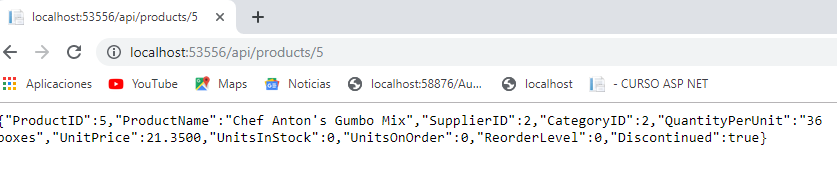 localhost:53556/api/products/5
localhost:53556/api/products/5
Aplicaciones YouTube Maps Noticias localhost:58876/Au... localhost - CURSO ASP NET
{"ProductID":5,"ProductName":"Chef Anton's Gumbo Mix","SupplierID":2,"CategoryID":2,"QuantityPerUnit":"36
boxes","UnitPrice":21.3500,"UnitsInStock":0,"UnitsOnOrder":0,"ReorderLevel":0,"Discontinued":true}